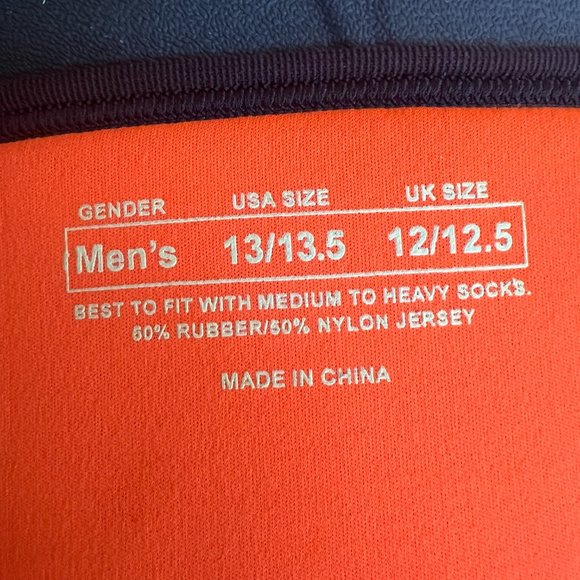 GENDER USA SIZE UK SIZE
Men's 13/13.5 12/12.5
BEST TO FIT WITH MEDIUM TO HEAVY SOCKS.
60% RUBBER/50% NYLON JERSEY
MADE IN CHINA